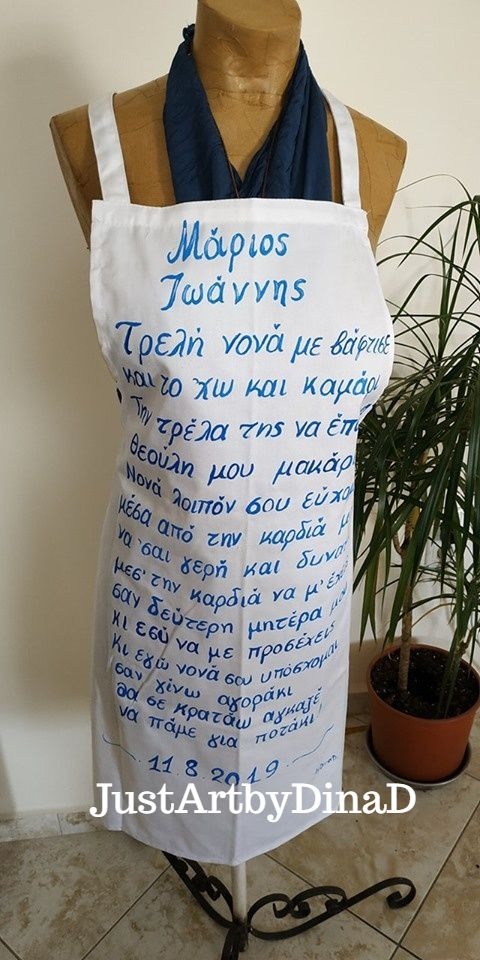 Μάριος
Ιωάννης
Τρελή νονά με βάφτισε
και το χω και καμάρι
Την τρέλα της να
θεούλη μου μακάρι
Νονά λοιπόν σου εύχομαι
μέσα από την καρδιά
να 'σαι γερή και δυνατή
μες' την καρδιά να μ' έχεις
σαν δεύτερη μητέρα μου
κι εσύ να με προσέχεις
Κι εγώ νονά σου υπόσχομαι
σαν γίνω αγοράκι
θα σε κρατάω αγκαζέ
να πάμε για ποτάκι!
11.8.2019
JustArtbyDinaD